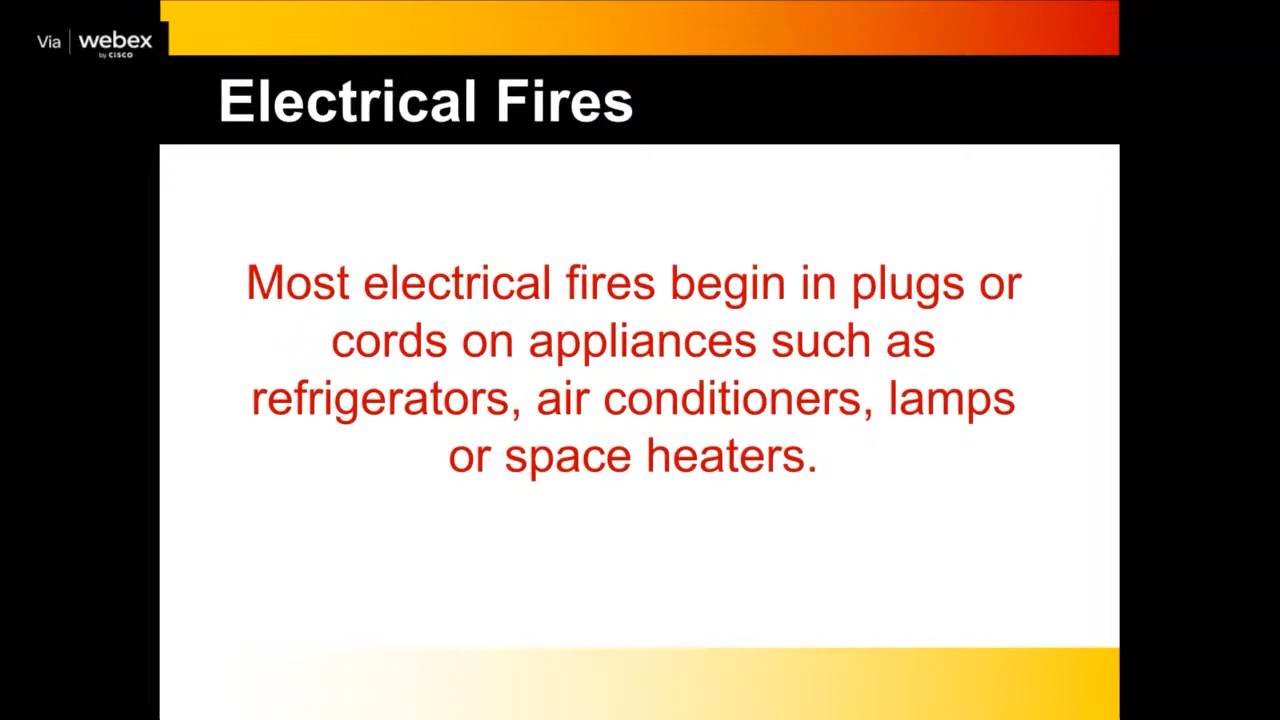 Via webex
by CISCO
Electrical Fires
Most electrical fires begin in plugs or
cords on appliances such as
refrigerators, air conditioners, lamps
or space heaters.